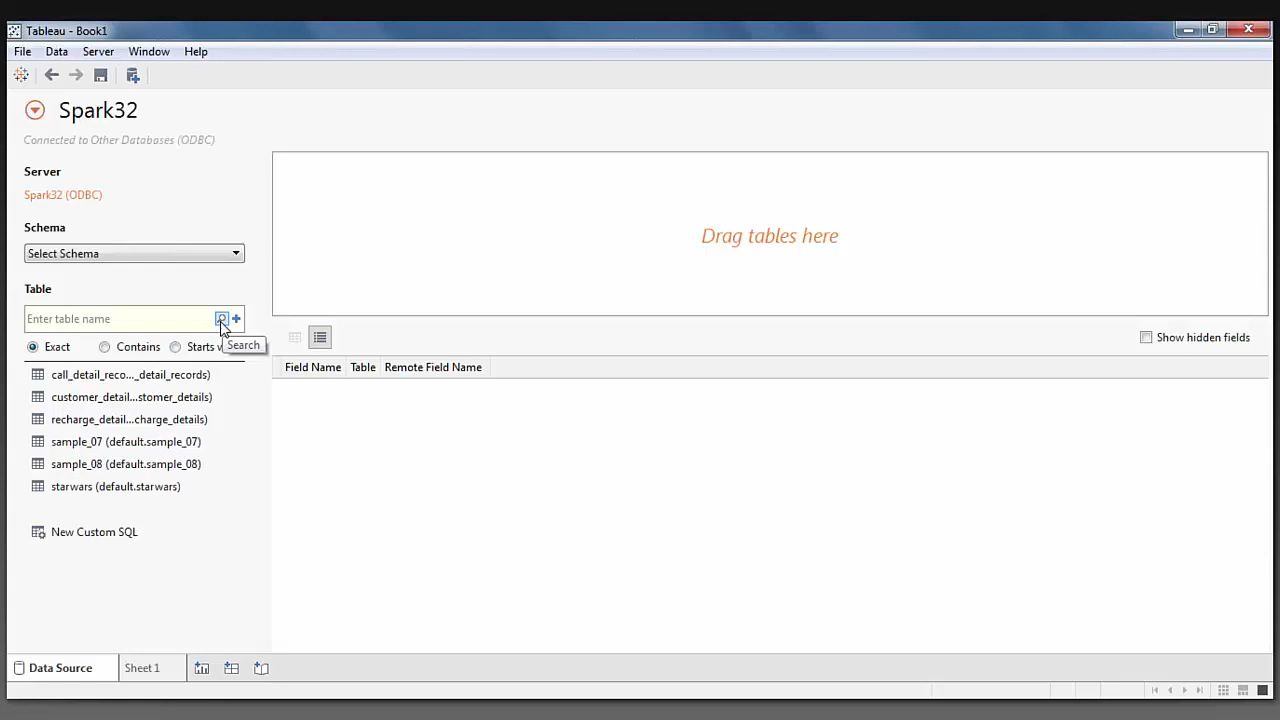 Tableau - Book1
File Data Server Window Help
Spark32
Connected to Other Databases (ODBC)
Server
Spark32 (ODBC)
Schema
Select Schema
Drag tables here
Table
Enter table name
Exact Contains Starts w
Search
Show hidden fields
Field Name Table Remote Field Name
call_detail_reco..._detail_records)
customer_detail...stomer_details)
recharge_detail...charge_details)
sample_07 (default.sample_07)
sample_08 (default.sample_08)
starwars (default.starwars)
New Custom SQL
Data Source Sheet 1